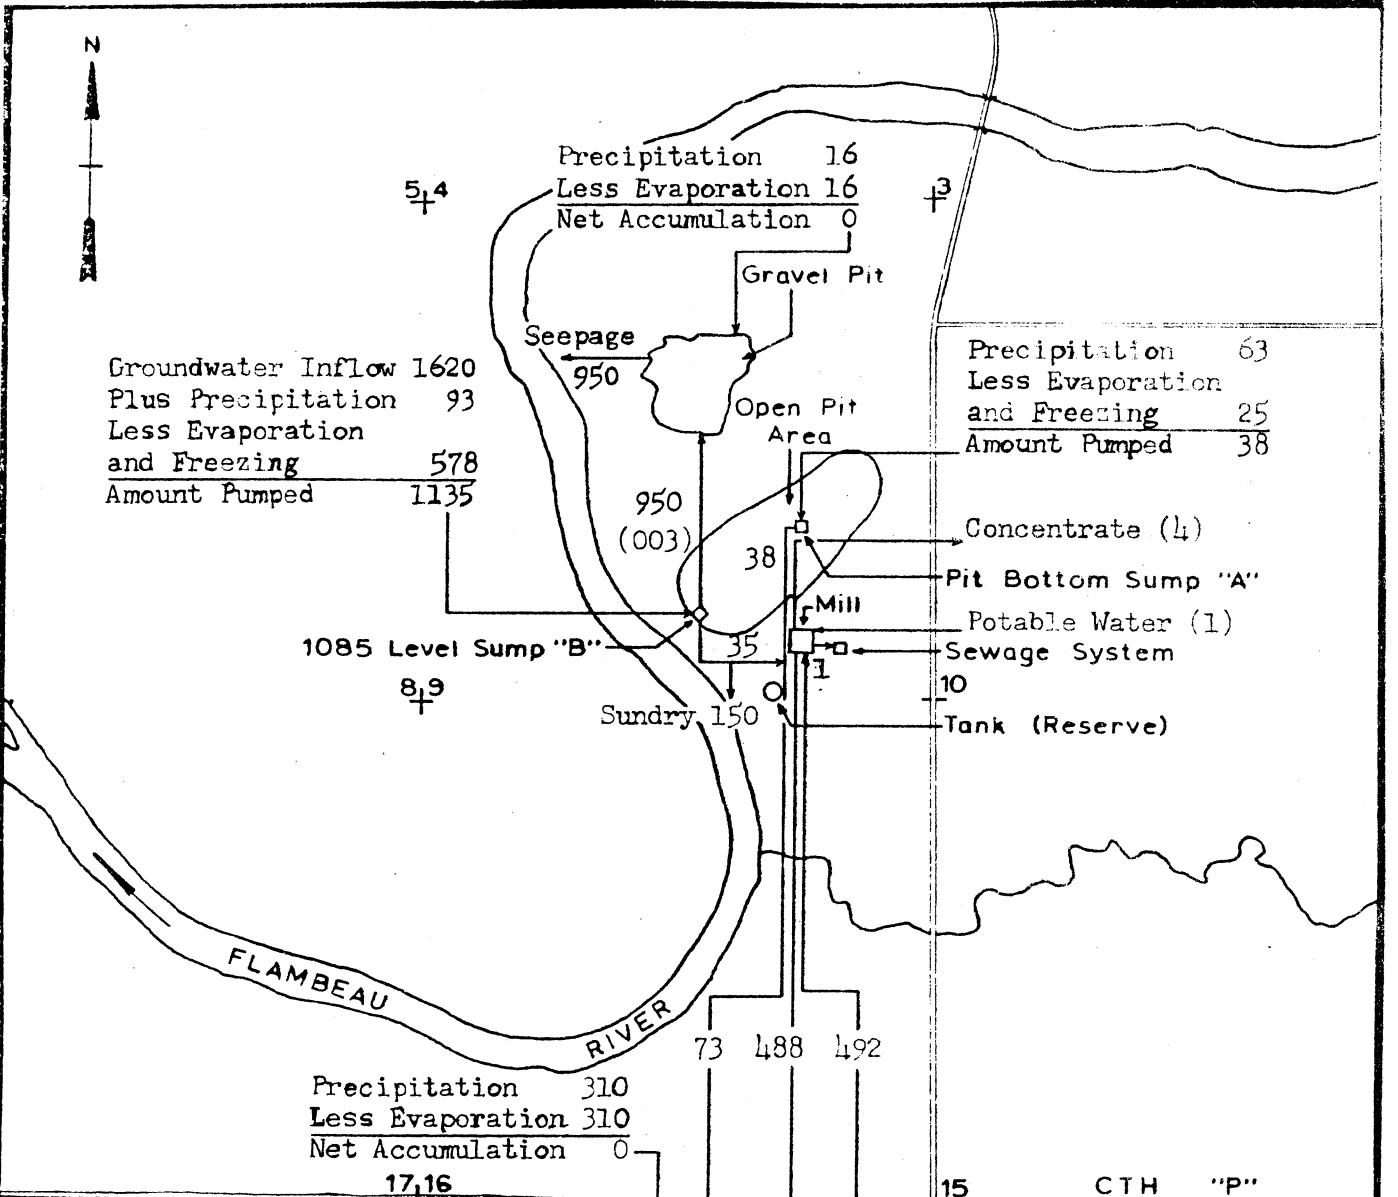 N
Precipitation 16
Less Evaporation 16
Net Accumulation 0
5 4
3
Gravel Pit
Seepage
950
Groundwater Inflow 1620
Plus Precipitation 93
Less Evaporation
and Freezing 578
Amount Pumped 1135
Precipitation 63
Less Evaporation
and Freezing 25
Amount Pumped 38
Open Pit
Area
950
(003)
38
Concentrate (4)
Pit Bottom Sump "A"
Mill
Potable Water (1)
1085 Level Sump "B"
35
Sewage System
1
8 9
10
Sundry 150
Tank (Reserve)
FLAMBEAU
RIVER
73 488 492
Precipitation 310
Less Evaporation 310
Net Accumulation 0
17 16
15
CTH "P"